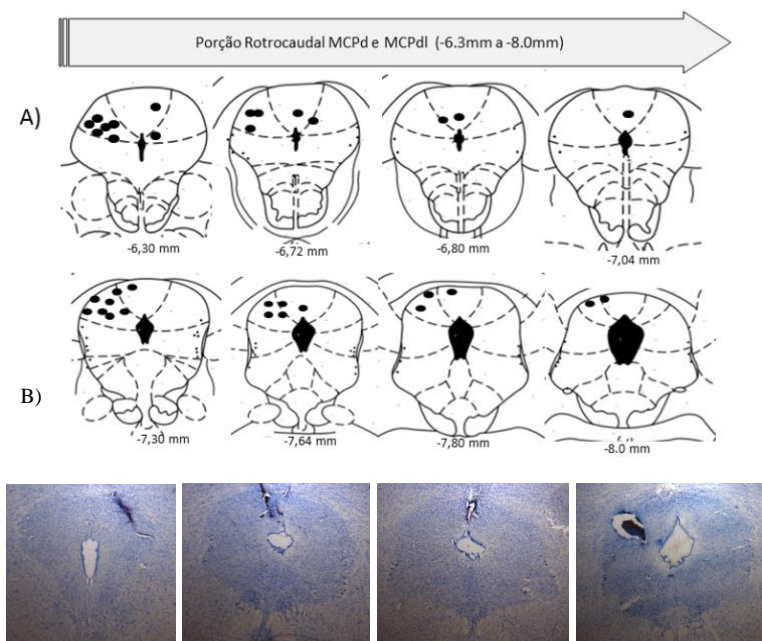 Porção Rotrocaudal MCPd e MCPdl (-6.3mm a -8.0mm)
A)
-6,30 mm
-6,72 mm
-6,80 mm
-7,04 mm
B)
-7,30 mm
-7,64 mm
-7,80 mm
-8.0 mm